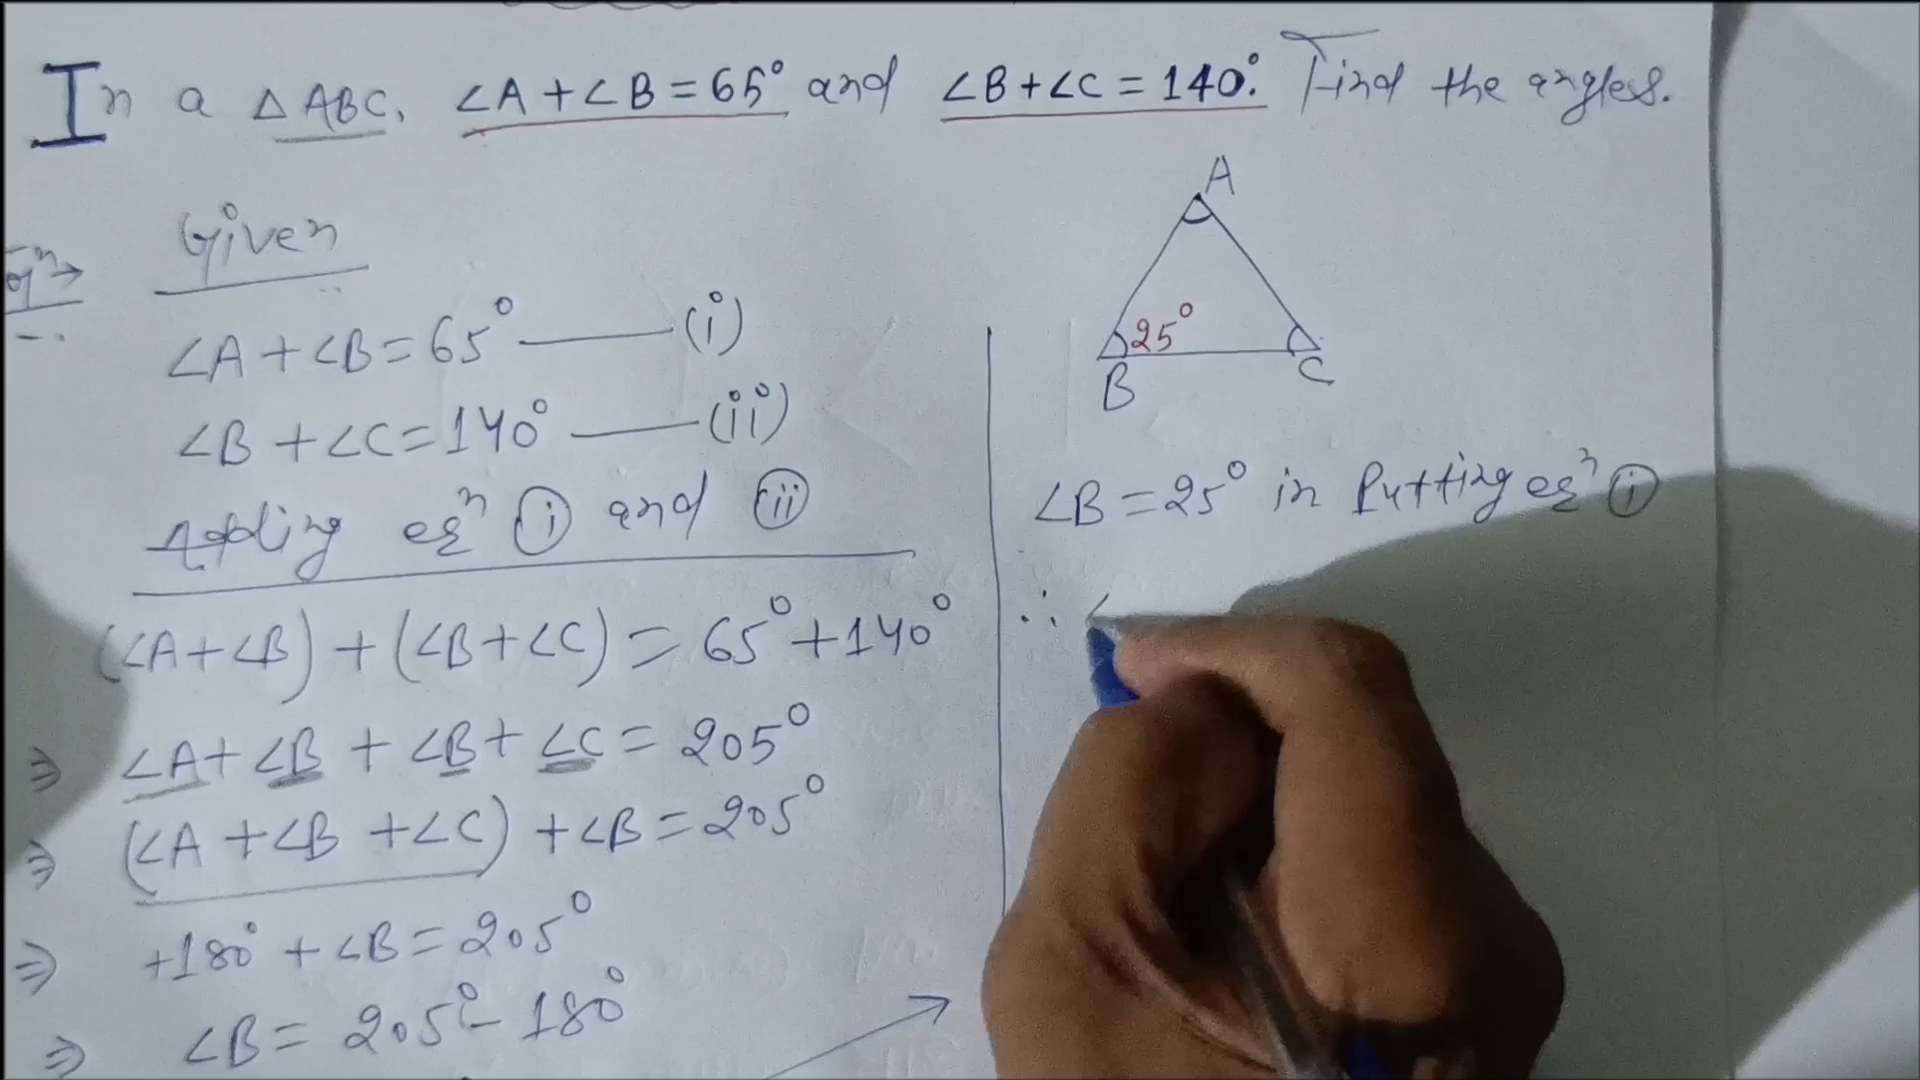 In a △ABC, ∠A+∠B=65° and ∠B+∠C=140°. Find the angles.
Given
∠A+∠B=65° —— (i)
∠B+∠C=140° —— (ii)
eqⁿ (i) and (ii)
(∠A+∠B)+(∠B+∠C)=65°+140°
⇒ ∠A+∠B+∠B+∠C=205°
⇒ (∠A+∠B+∠C)+∠B=205°
⇒ +180°+∠B=205°
⇒ ∠B=205°-180°
A
25°
B
C
∠B=25° in Putting eqⁿ (i)
∴ ∠